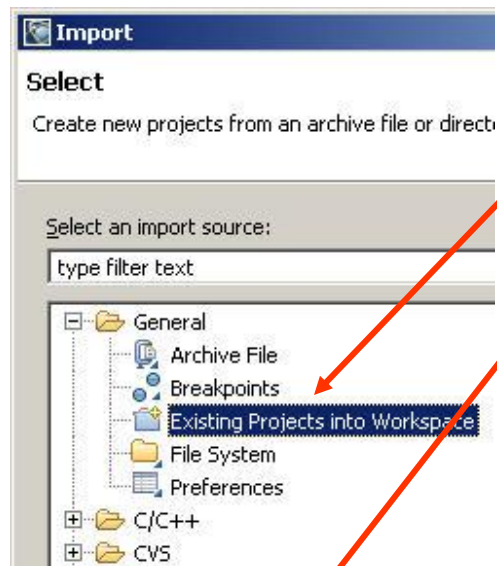 Import
Select
Create new projects from an archive file or direct
Select an import source:
type filter text
General
Archive File
Breakpoints
Existing Projects into Workspace
File System
Preferences
C/C++
CVS